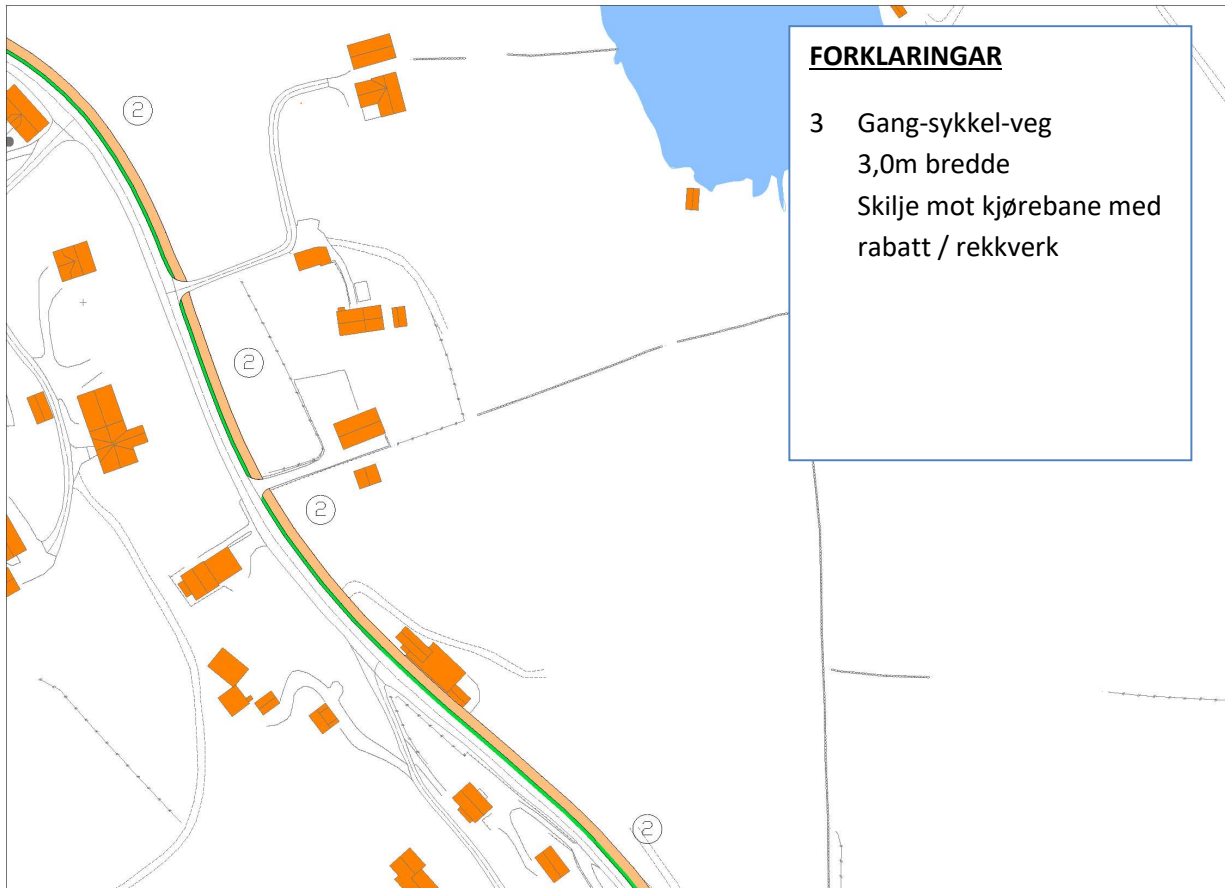 FORKLARINGAR
3 Gang-sykkel-veg
3,0m bredde
Skilje mot kjørebane med
rabatt / rekkverk
2
2
2
2